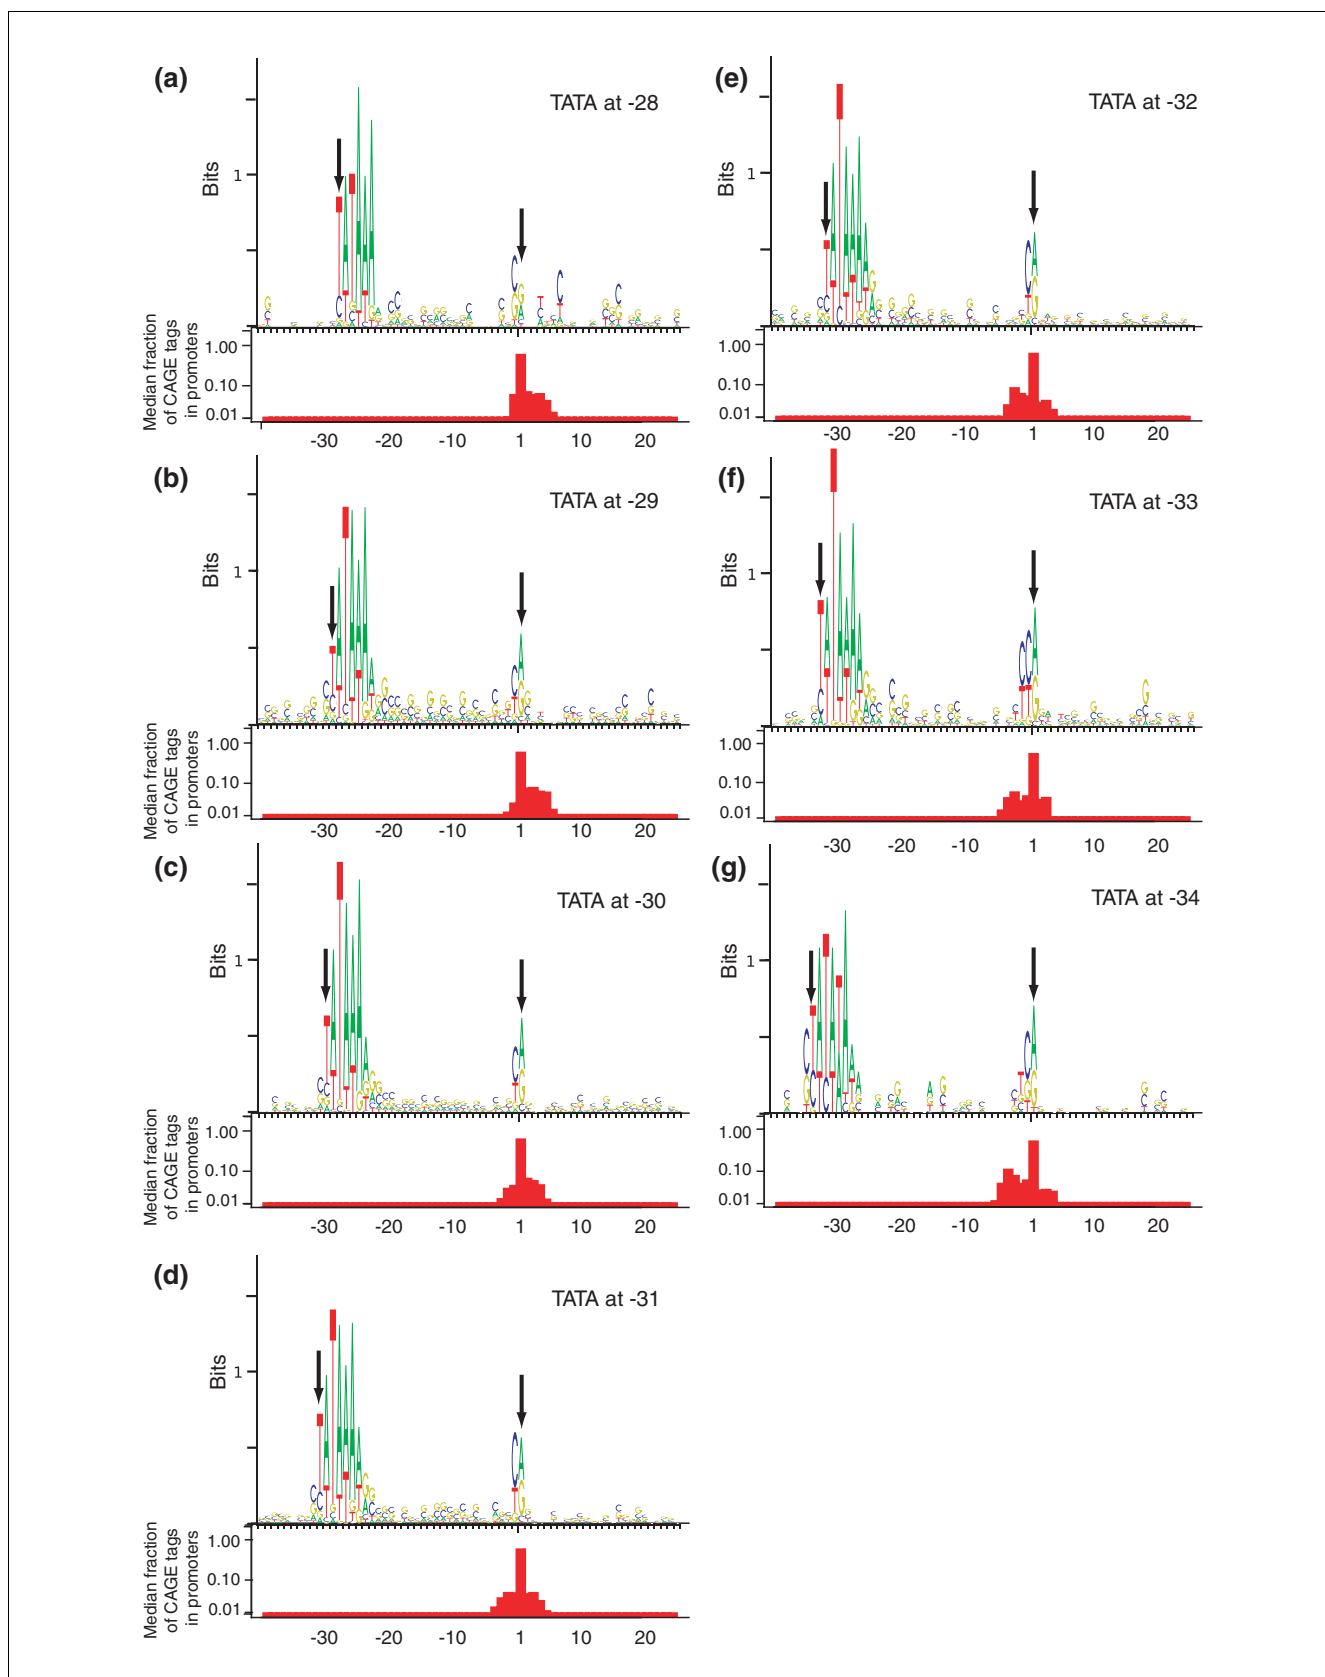 (a)
TATA at -28
Bits
1
Median fraction
of CAGE tags
in promoters
1.00
0.10
0.01
-30 -20 -10 1 10 20
(b)
TATA at -29
Bits
1
Median fraction
of CAGE tags
in promoters
1.00
0.10
0.01
-30 -20 -10 1 10 20
(c)
TATA at -30
Bits
1
Median fraction
of CAGE tags
in promoters
1.00
0.10
0.01
-30 -20 -10 1 10 20
(d)
TATA at -31
Bits
1
Median fraction
of CAGE tags
in promoters
1.00
0.10
0.01
-30 -20 -10 1 10 20
(e)
TATA at -32
Bits
1
1.00
0.10
0.01
-30 -20 -10 1 10 20
(f)
TATA at -33
Bits
1
1.00
0.10
0.01
-30 -20 -10 1 10 20
(g)
TATA at -34
Bits
1
1.00
0.10
0.01
-30 -20 -10 1 10 20